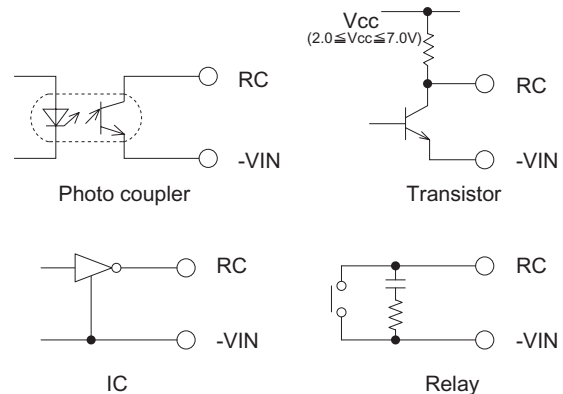 Vcc
(2.0≦Vcc≦7.0V)
RC
-VIN
Photo coupler
RC
-VIN
Transistor
RC
-VIN
IC
RC
-VIN
Relay